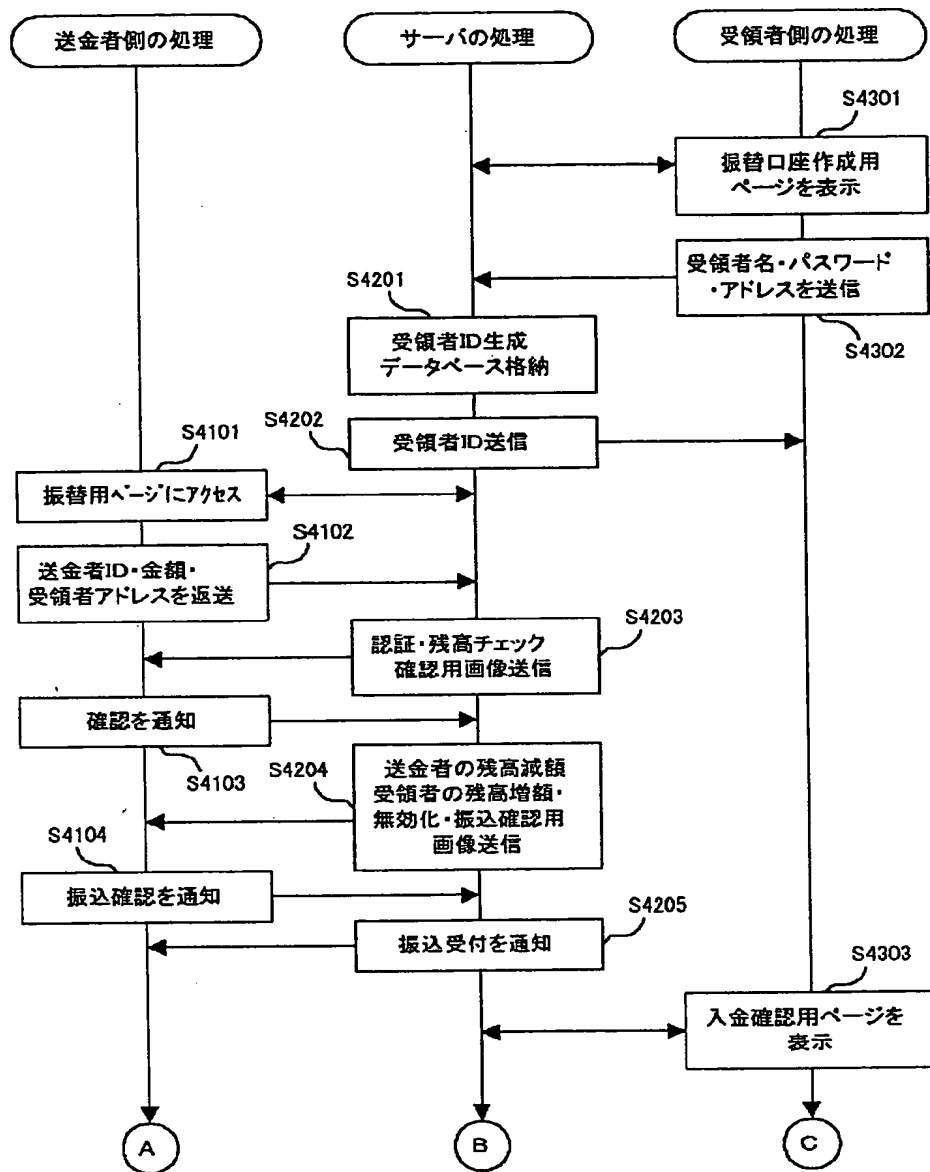 送金者側の処理
サーバの処理
受領者側の処理
S4301
振替口座作成用
ページを表示
受領者名・パスワード
・アドレスを送信
S4302
S4201
受領者ID生成
データベース格納
S4202
受領者ID送信
S4101
振替用ページにアクセス
S4102
送金者ID・金額・
受領者アドレスを返送
S4203
認証・残高チェック
確認用画像送信
確認を通知
S4103
S4204
送金者の残高減額
受領者の残高増額・
無効化・振込確認用
画像送信
S4104
振込確認を通知
S4205
振込受付を通知
S4303
入金確認用ページを
表示
A
B
C